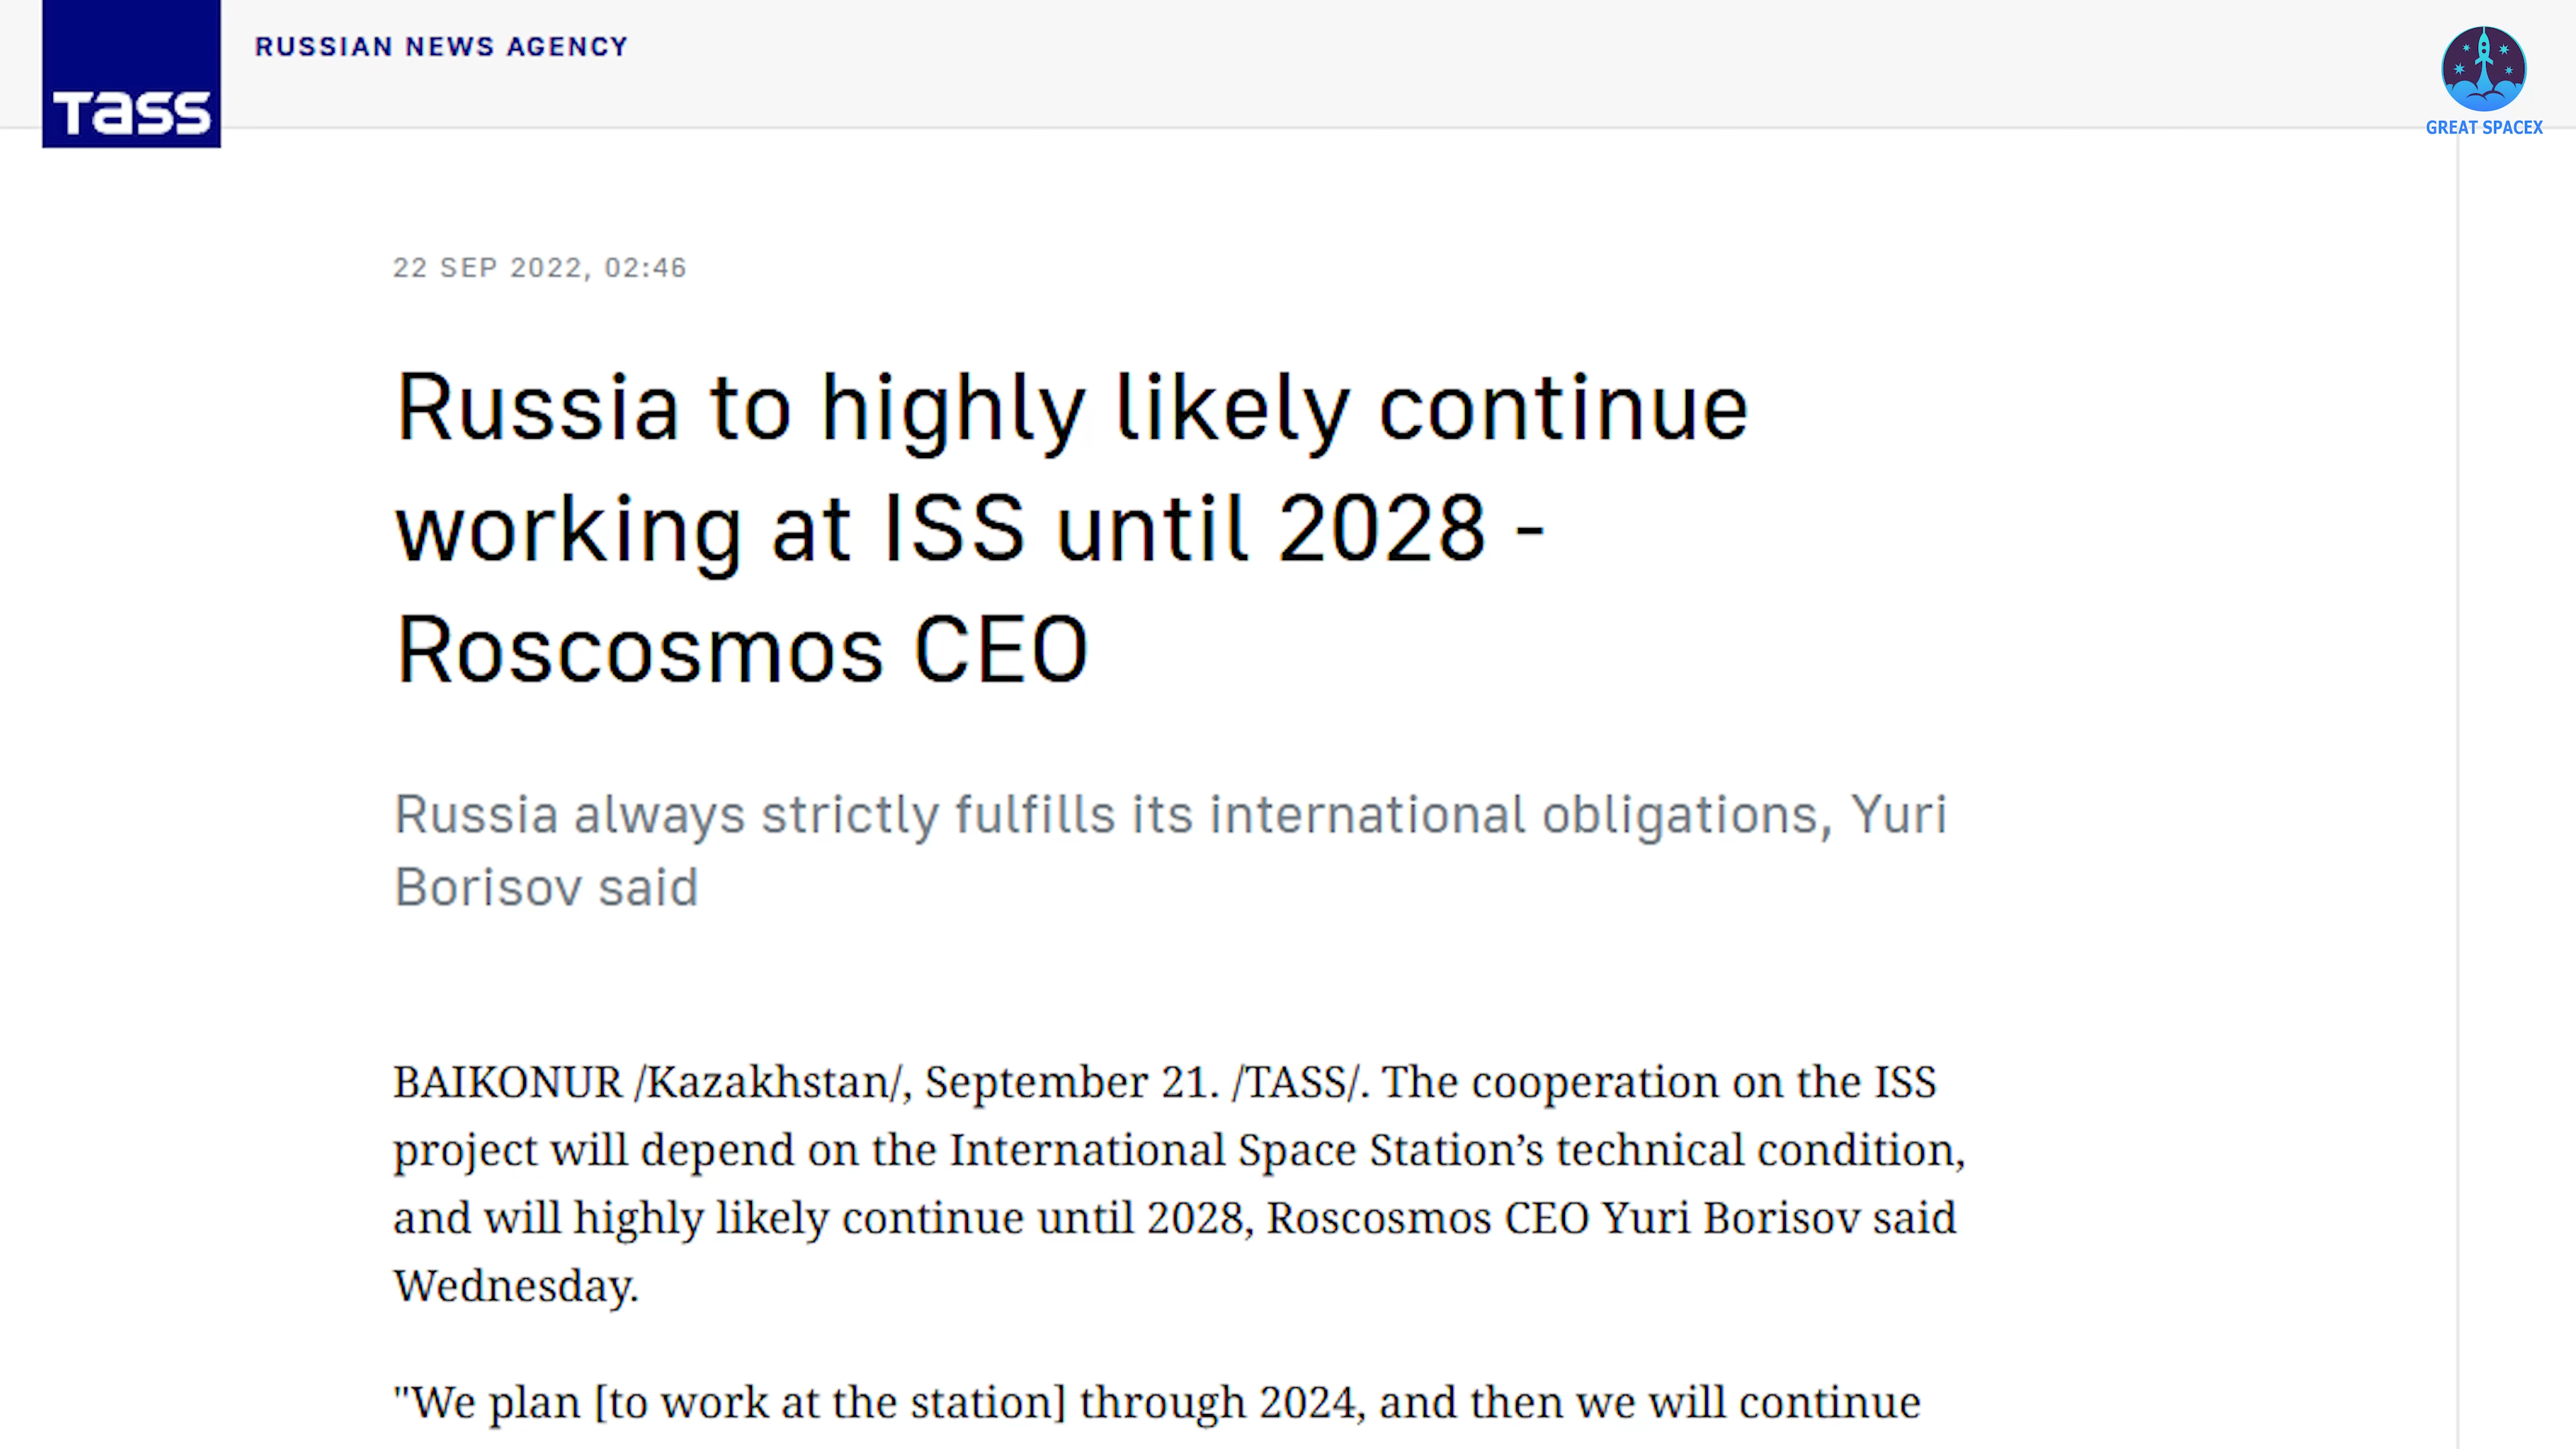 RUSSIAN NEWS AGENCY
Tass
GREAT SPACEX
22 SEP 2022, 02:46
Russia to highly likely continue
working at ISS until 2028 -
Roscosmos CEO
Russia always strictly fulfills its international obligations, Yuri
Borisov said
BAIKONUR /Kazakhstan/, September 21. /TASS/. The cooperation on the ISS
project will depend on the International Space Station’s technical condition,
and will highly likely continue until 2028, Roscosmos CEO Yuri Borisov said
Wednesday.
"We plan [to work at the station] through 2024, and then we will continue